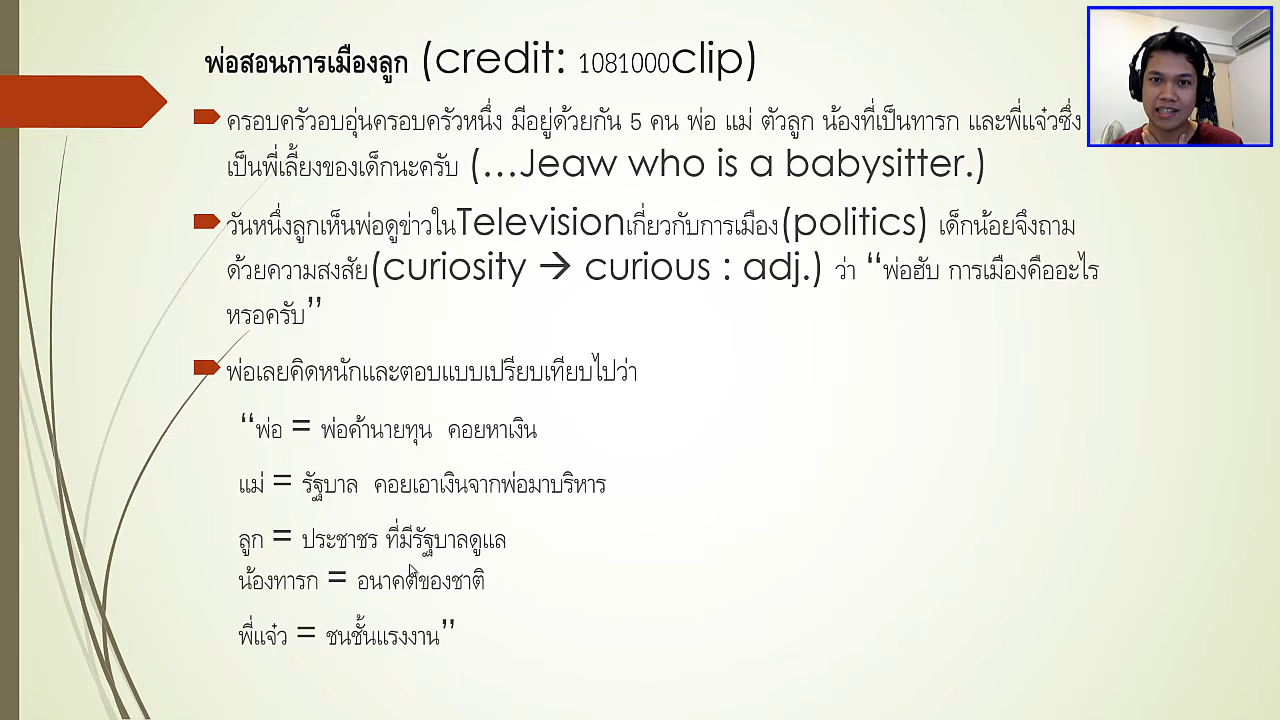 พ่อสอนการเมืองลูก (credit: 1081000clip)
ครอบครัวอบอุ่นครอบครัวหนึ่ง มีอยู่ด้วยกัน 5 คน พ่อ แม่ ตัวลูก น้องที่เป็นทารก และพี่แจ๋วซึ่ง
เป็นพี่เลี้ยงของเด็กนะครับ (…Jeaw who is a babysitter.)
วันหนึ่งลูกเห็นพ่อดูข่าวในTelevisionเกี่ยวกับการเมือง(politics) เด็กน้อยจึงถาม
ด้วยความสงสัย(curiosity → curious : adj.) ว่า “พ่อฮับ การเมืองคืออะไร
หรอครับ”
พ่อเลยคิดหนักและตอบแบบเปรียบเทียบไปว่า
“พ่อ = พ่อค้านายทุน คอยหาเงิน
แม่ = รัฐบาล คอยเอาเงินจากพ่อมาบริหาร
ลูก = ประชาชร ที่มีรัฐบาลดูแล
น้องทารก = อนาคตของชาติ
พี่แจ๋ว = ชนชั้นแรงงาน”